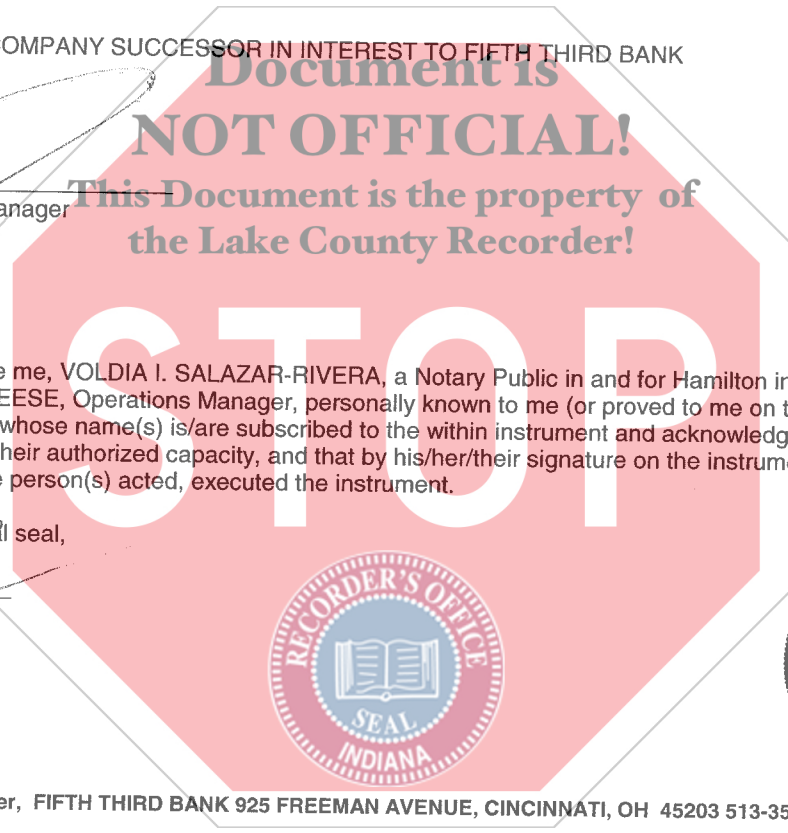 OMPANY SUCCESSOR IN INTEREST TO FIFTH THIRD BANK
Document is
NOT OFFICIAL!
This Document is the property of
anager
the Lake County Recorder!
STOP
e me, VOLDIA I. SALAZAR-RIVERA, a Notary Public in and for Hamilton in
EESE, Operations Manager, personally known to me (or proved to me on t
whose name(s) is/are subscribed to the within instrument and acknowledg
heir authorized capacity, and that by his/her/their signature on the instrume
e person(s) acted, executed the instrument.
l seal,
RECORDER'S OFFICE
SEAL
INDIANA
er, FIFTH THIRD BANK 925 FREEMAN AVENUE, CINCINNATI, OH 45203 513-35